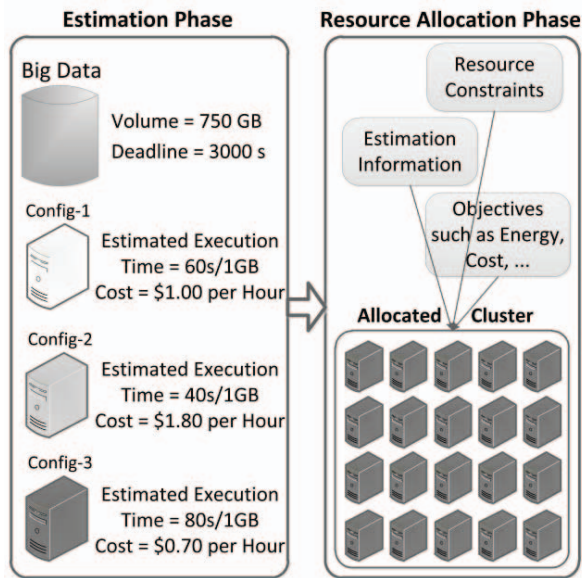 Estimation Phase
Big Data
Volume = 750 GB
Deadline = 3000 s
Config-1
Estimated Execution
Time = 60s/1GB
Cost = $1.00 per Hour
Config-2
Estimated Execution
Time = 40s/1GB
Cost = $1.80 per Hour
Config-3
Estimated Execution
Time = 80s/1GB
Cost = $0.70 per Hour
Resource Allocation Phase
Resource
Constraints
Estimation
Information
Objectives
such as Energy,
Cost, ...
Allocated Cluster